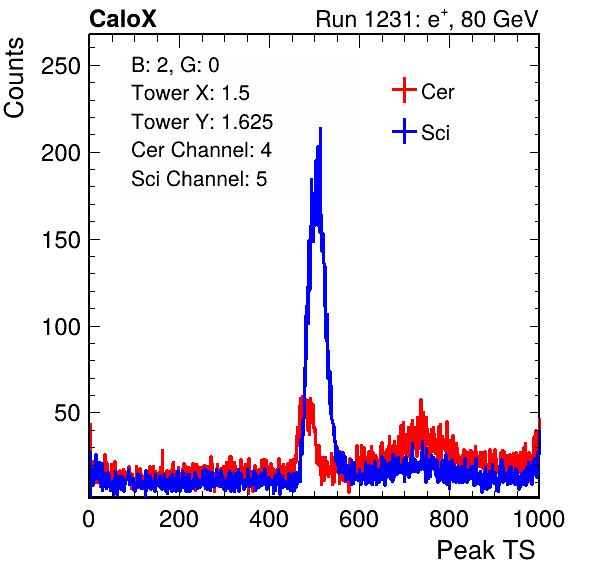 CaloX Run 1231: e⁺, 80 GeV
Counts
B: 2, G: 0
Tower X: 1.5
Tower Y: 1.625
Cer Channel: 4
Sci Channel: 5
Cer
Sci
250
200
150
100
50
0 200 400 600 800 1000
Peak TS